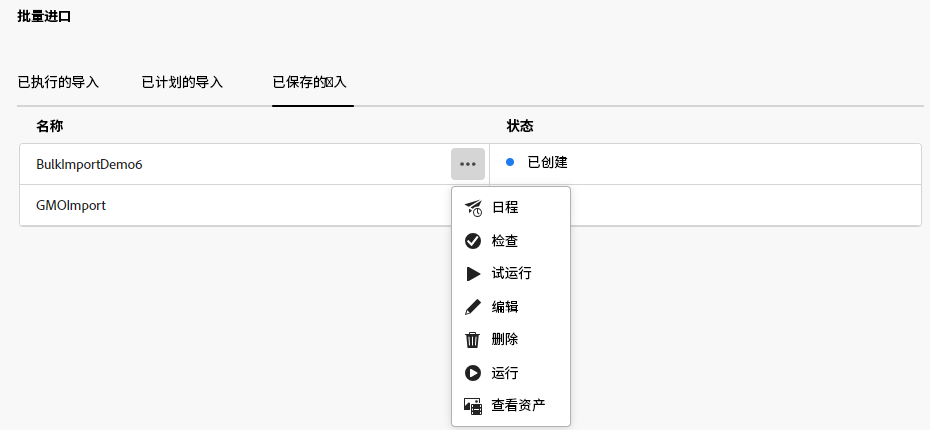 批量进口
已执行的导入 已计划的导入 已保存的入
名称 状态
BulkImportDemo6 已创建
GMOImport
日程
检查
试运行
编辑
删除
运行
查看资产